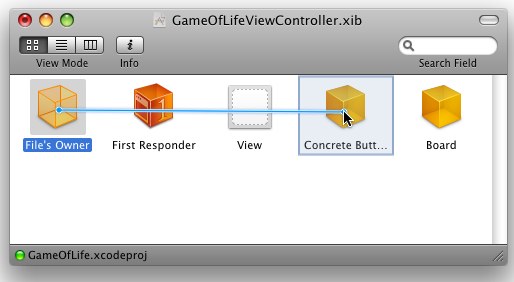 GameOfLifeViewController.xib
View Mode
Info
Search Field
File's Owner
First Responder
View
Concrete Butt...
Board
GameOfLife.xcodeproj